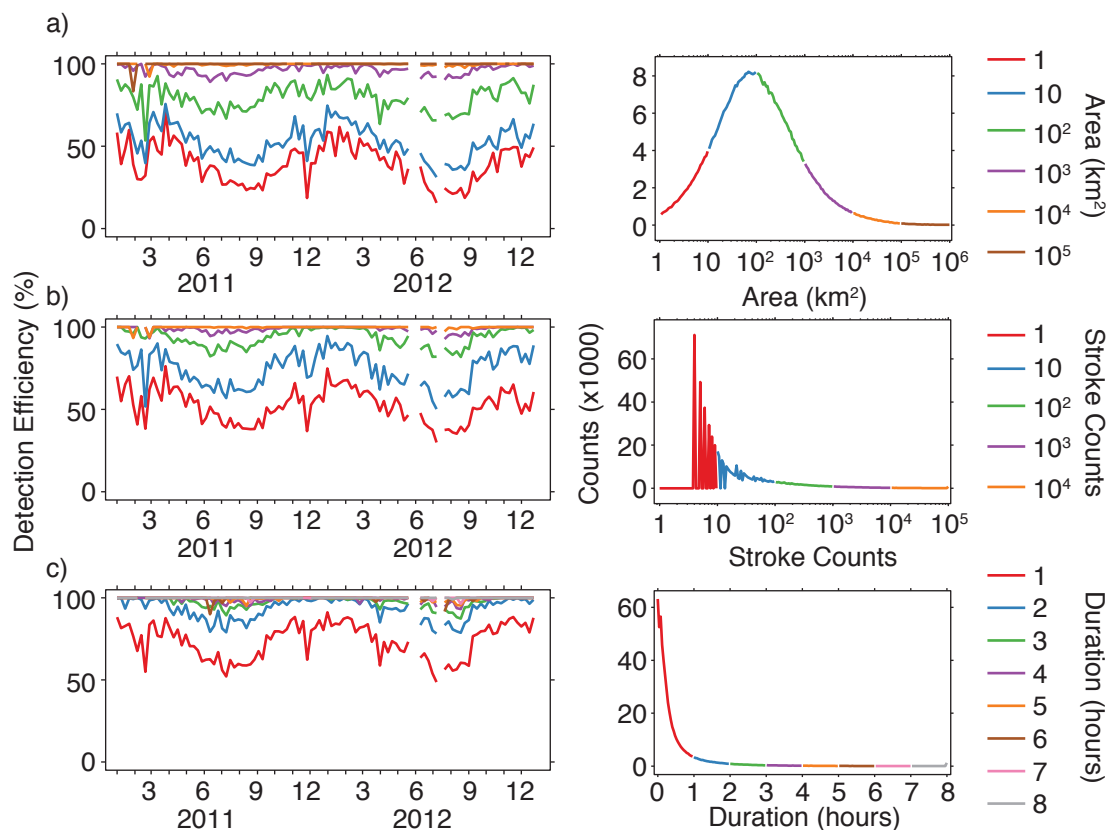 a)
100
50
0
3 6 9 12 3 6 9 12
2011 2012
8
6
4
2
0
1 10 10² 10³ 10⁴ 10⁵ 10⁶
Area (km²)
1
10
10²
10³
10⁴
10⁵
Area (km²)
Detection Efficiency (%)
b)
100
50
0
3 6 9 12 3 6 9 12
2011 2012
Counts (x1000)
60
40
20
0
1 10 10² 10³ 10⁴ 10⁵
Stroke Counts
1
10
10²
10³
10⁴
Stroke Counts
c)
100
50
0
3 6 9 12 3 6 9 12
2011 2012
60
40
20
0
0 1 2 3 4 5 6 7 8
Duration (hours)
1
2
3
4
5
6
7
8
Duration (hours)